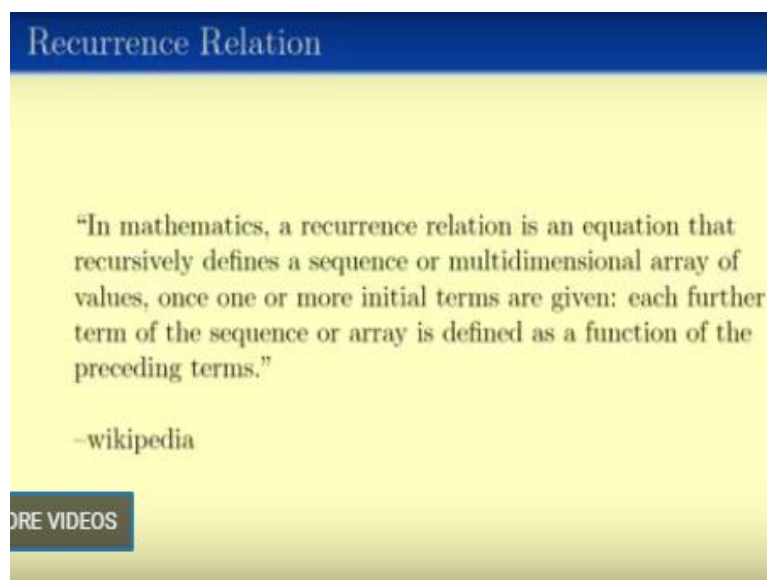 Recurrence Relation
“In mathematics, a recurrence relation is an equation that
recursively defines a sequence or multidimensional array of
values, once one or more initial terms are given: each further
term of the sequence or array is defined as a function of the
preceding terms.”
–wikipedia
ORE VIDEOS